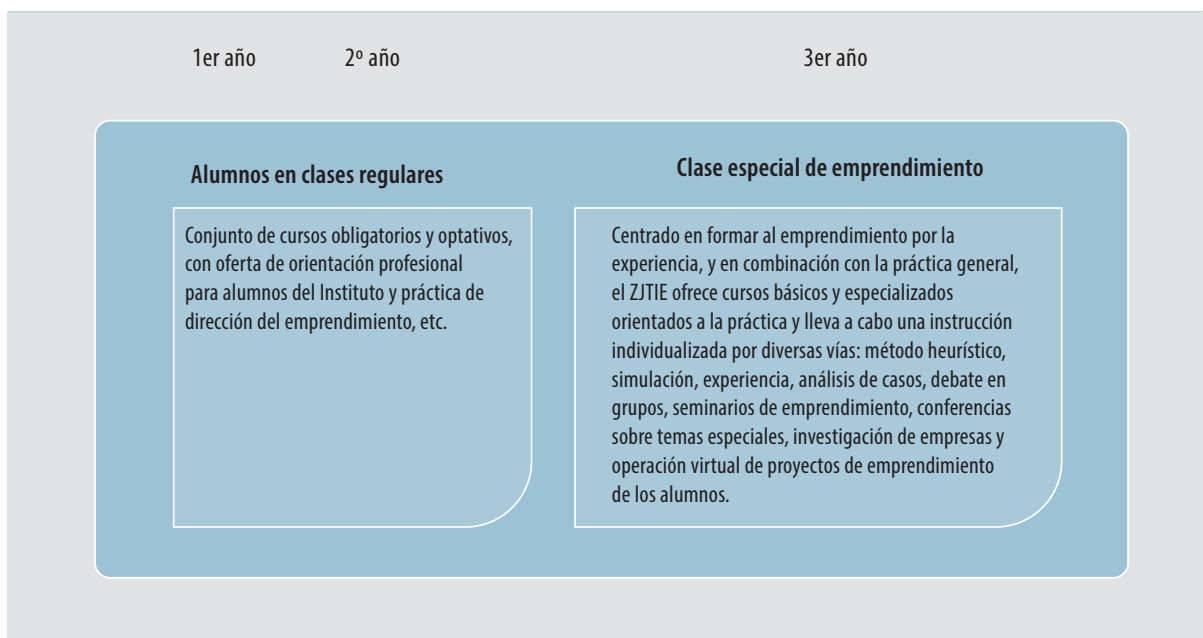 1er año
2º año
3er año
Alumnos en clases regulares
Conjunto de cursos obligatorios y optativos,
con oferta de orientación profesional
para alumnos del Instituto y práctica de
dirección del emprendimiento, etc.
Clase especial de emprendimiento
Centrado en formar al emprendimiento por la
experiencia, y en combinación con la práctica general,
el ZJTIE ofrece cursos básicos y especializados
orientados a la práctica y lleva a cabo una instrucción
individualizada por diversas vías: método heurístico,
simulación, experiencia, análisis de casos, debate en
grupos, seminarios de emprendimiento, conferencias
sobre temas especiales, investigación de empresas y
operación virtual de proyectos de emprendimiento
de los alumnos.